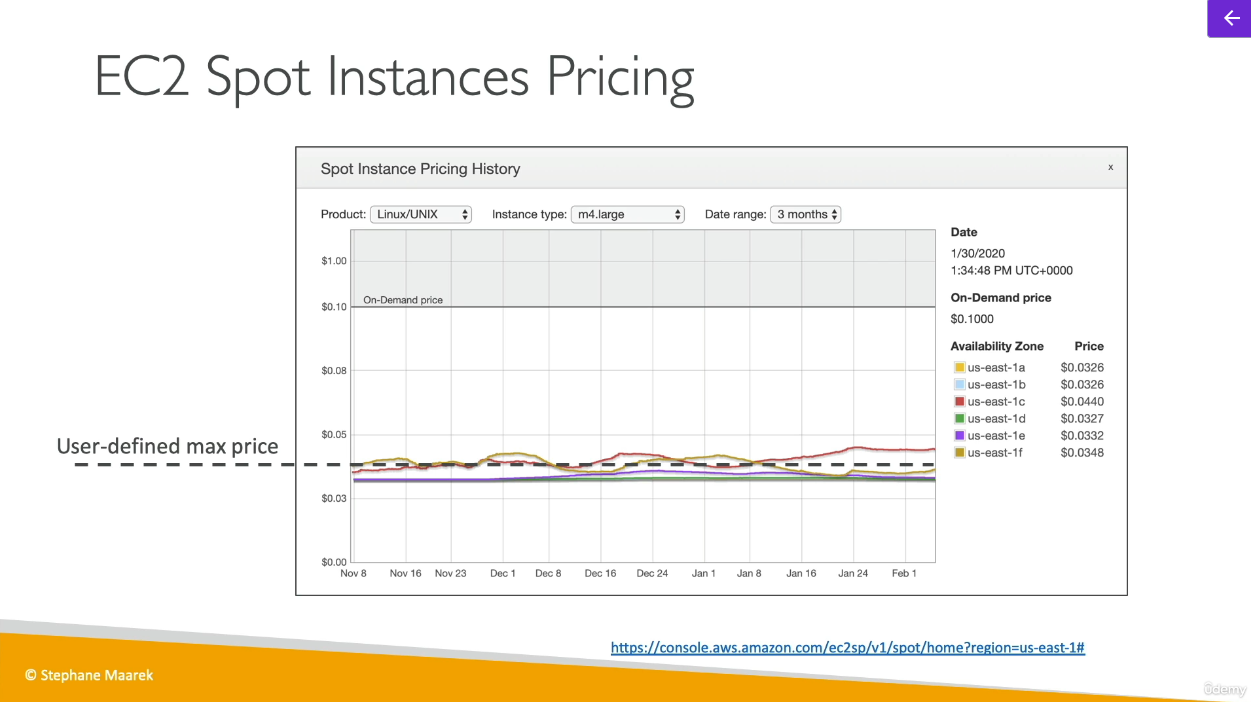 EC2 Spot Instances Pricing
Spot Instance Pricing History
x
Product: Linux/UNIX Instance type: m4.large Date range: 3 months
$1.00
$0.10
$0.08
$0.05
$0.03
$0.00
On-Demand price
Nov 8 Nov 16 Nov 23 Dec 1 Dec 8 Dec 16 Dec 24 Jan 1 Jan 8 Jan 16 Jan 24 Feb 1
Date
1/30/2020
1:34:48 PM UTC+0000
On-Demand price
$0.1000
Availability Zone Price
us-east-1a $0.0326
us-east-1b $0.0326
us-east-1c $0.0440
us-east-1d $0.0327
us-east-1e $0.0332
us-east-1f $0.0348
User-defined max price
https://console.aws.amazon.com/ec2sp/v1/spot/home?region=us-east-1#
© Stephane Maarek
ûdemy